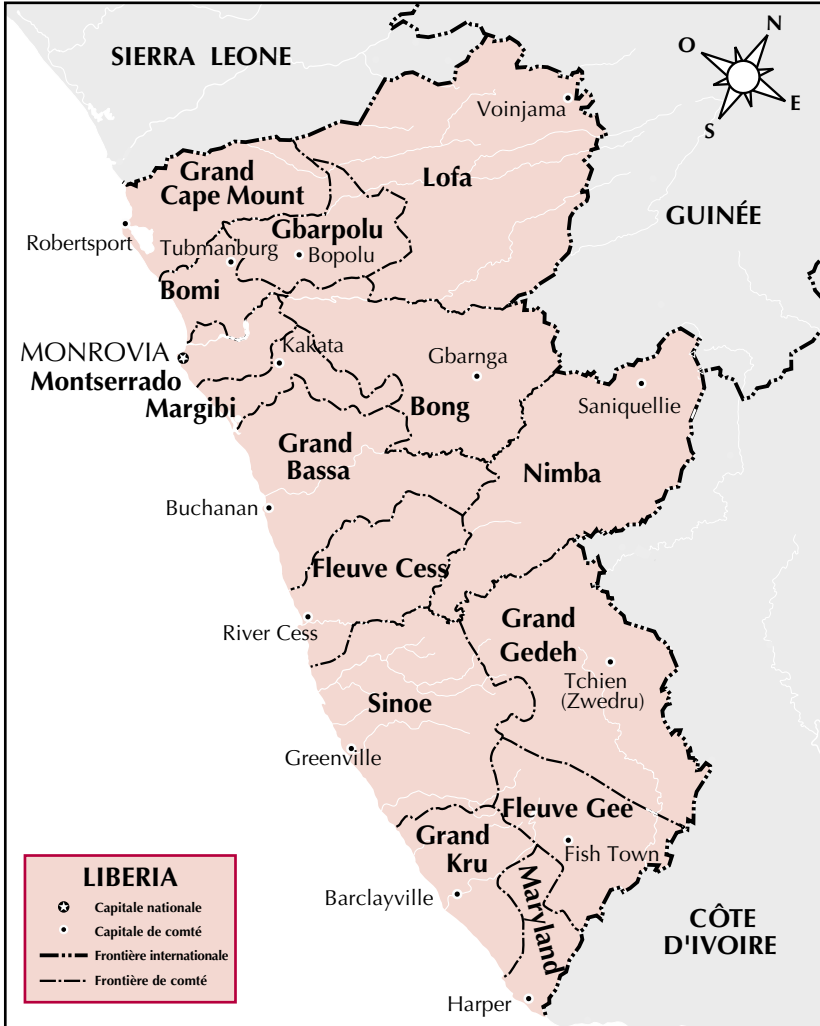 SIERRA LEONE
N
O
E
S
Voinjama
Grand
Cape Mount
Lofa
GUINÉE
Robertsport
Gbarpolu
Tubmanburg
Bopolu
Bomi
MONROVIA
Kakata
Gbarnga
Montserrado
Saniquellie
Margibi
Bong
Grand
Bassa
Nimba
Buchanan
Fleuve Cess
River Cess
Grand
Gedeh
Tchien
(Zwedru)
Sinoe
Greenville
Fleuve Gee
Grand
Kru
Fish Town
Maryland
Barclayville
CÔTE
D'IVOIRE
Harper
LIBERIA
Capitale nationale
Capitale de comté
Frontière internationale
Frontière de comté